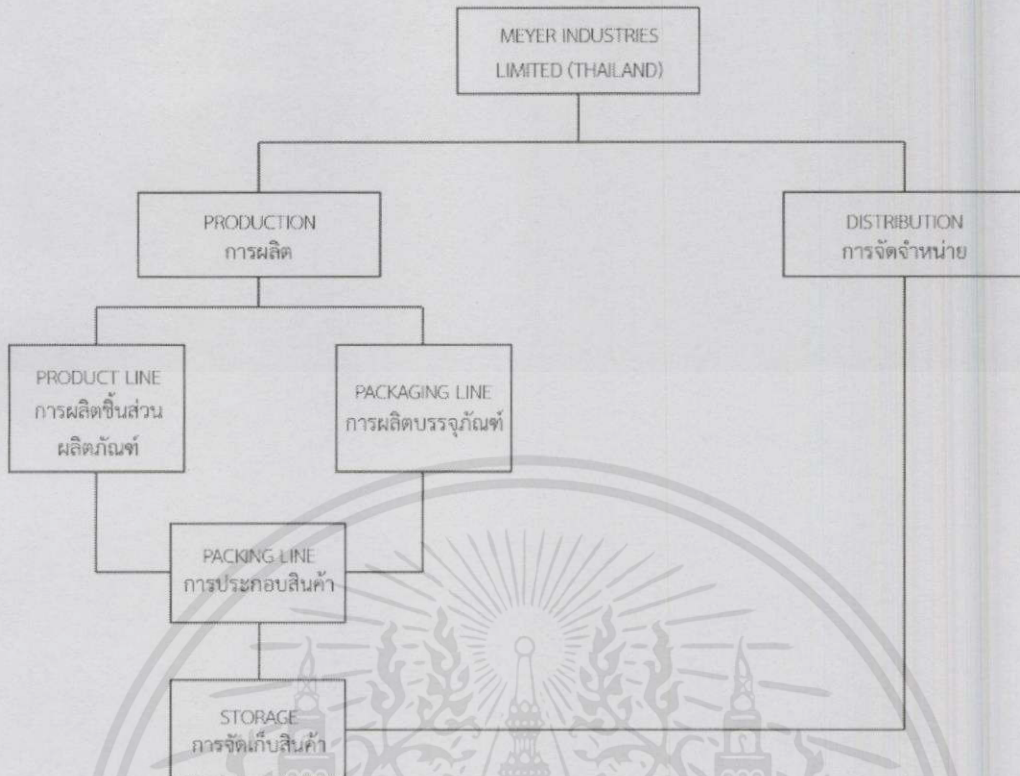 MEYER INDUSTRIES
LIMITED (THAILAND)
PRODUCTION
การผลิต
DISTRIBUTION
การจัดจำหน่าย
PRODUCT LINE
การผลิตชิ้นส่วน
ผลิตภัณฑ์
PACKAGING LINE
การผลิตบรรจุภัณฑ์
PACKING LINE
การประกอบสินค้า
STORAGE
การจัดเก็บสินค้า